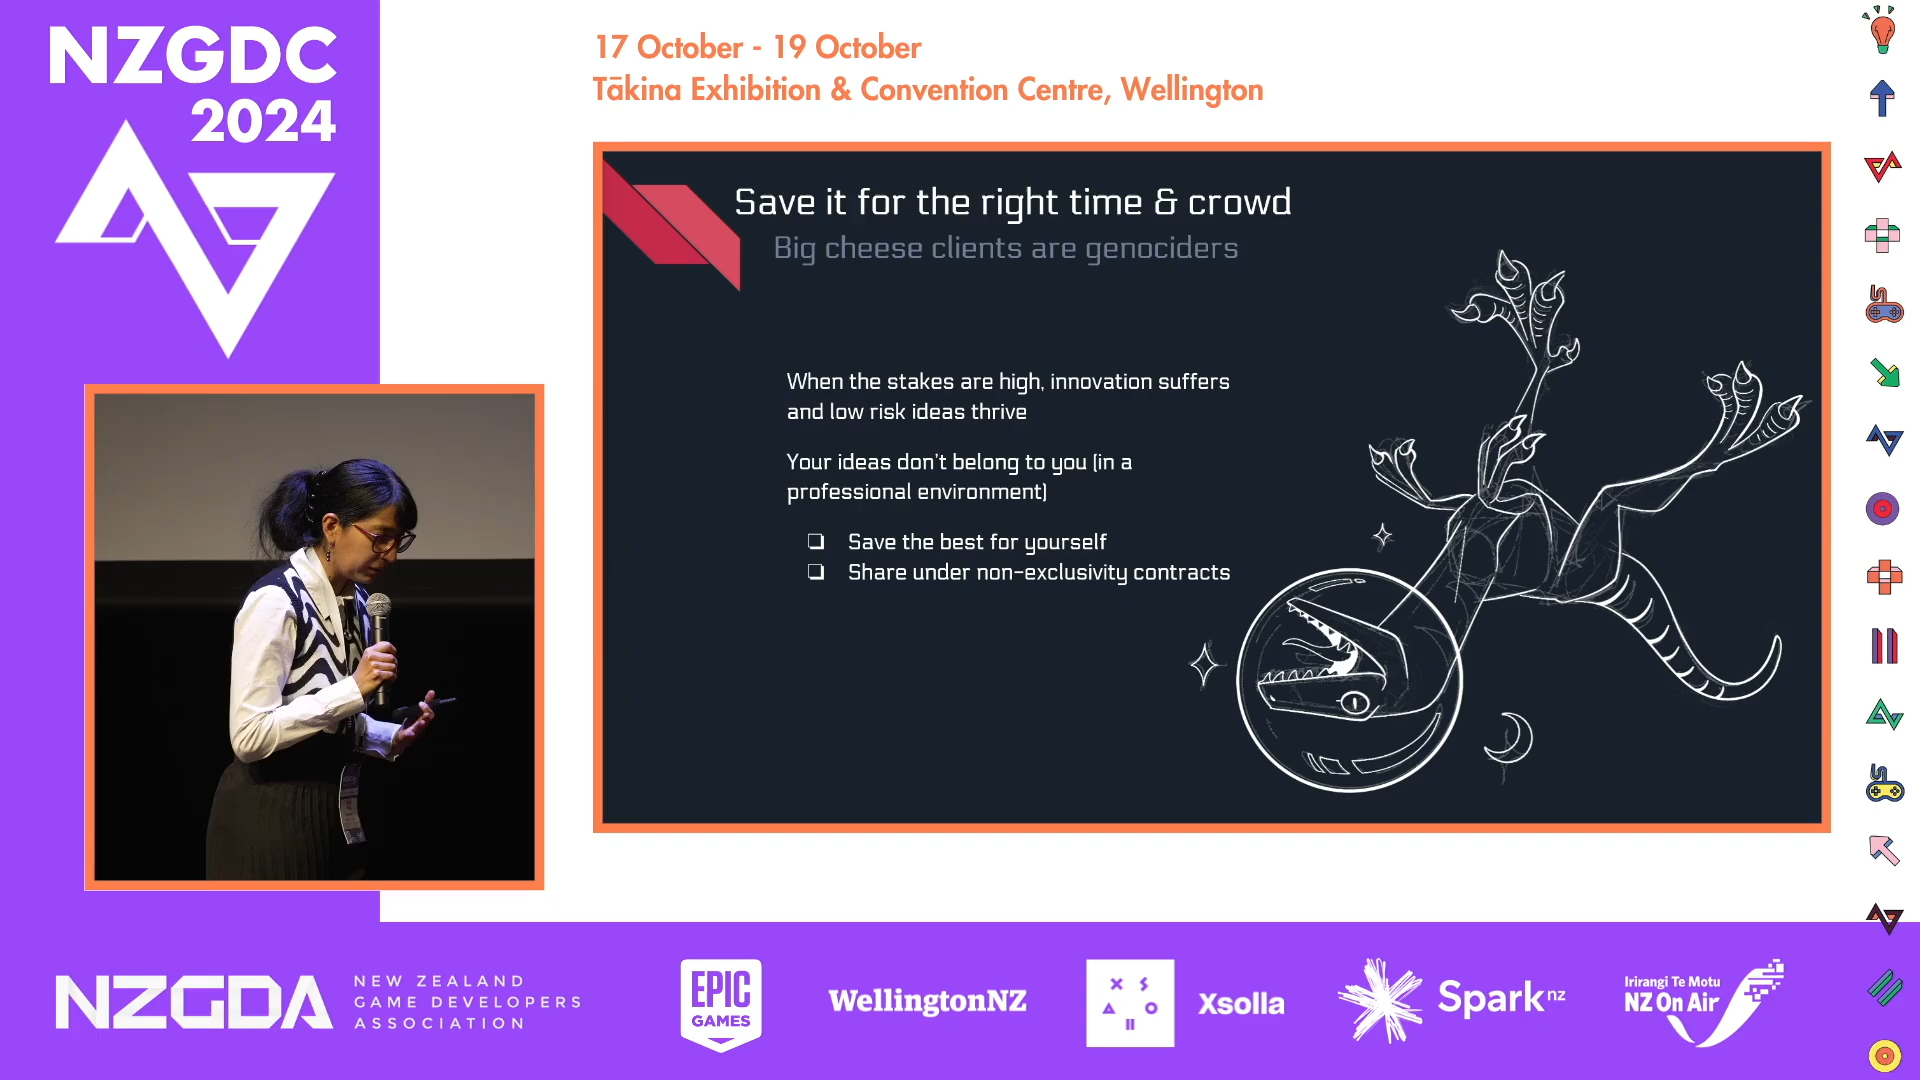 NZGDC
2024
17 October - 19 October
Tākina Exhibition & Convention Centre, Wellington
Save it for the right time & crowd
Big cheese clients are genociders
When the stakes are high, innovation suffers
and low risk ideas thrive
Your ideas don't belong to you (in a
professional environment)
Save the best for yourself
Share under non-exclusivity contracts
NZGDA
NEW ZEALAND
GAME DEVELOPERS
ASSOCIATION
EPIC
GAMES
WellingtonNZ
Xsolla
Spark nz
Irirangi Te Motu
NZ On Air